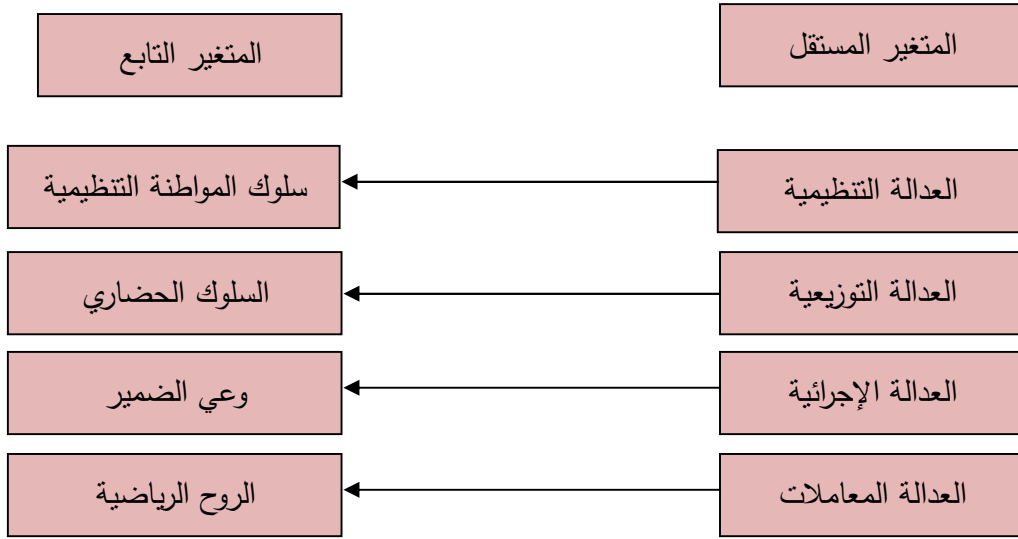 المتغير المستقل
المتغير التابع
العدالة التنظيمية
سلوك المواطنة التنظيمية
العدالة التوزيعية
السلوك الحضاري
العدالة الإجرائية
وعي الضمير
العدالة المعاملات
الروح الرياضية